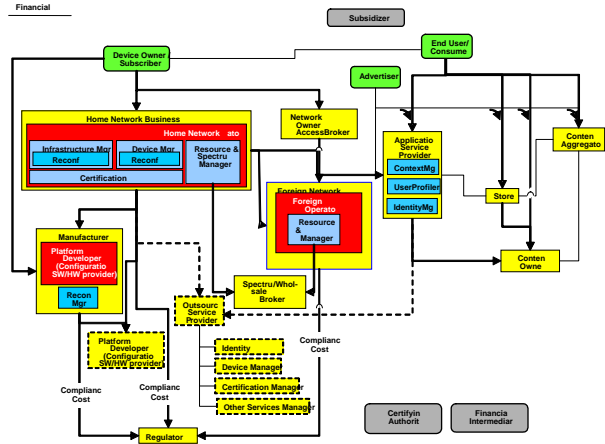 Financial
Subsidizer
Device Owner
Subscriber
End User/
Consume
Advertiser
Home Network Business
Home Network ato
Infrastructure Mgr
Reconf
Device Mgr
Reconf
Resource &
Spectru
Manager
Certification
Network
Owner
AccessBroker
Applicatio
Service
Provider
ContextMg
UserProfiler
IdentityMg
Conten
Aggregato
Store
Conten
Owne
Foreign Network
Foreign
Operato
Resource
&
Manager
Manufacturer
Platform
Developer
(Configuratio
SW/HW provider)
Recon
Mgr
Spectru/Whol-
sale
Broker
Outsourc
Service
Provider
Platform
Developer
(Configuratio
SW/HW provider)
Identity
Device Manager
Certification Manager
Other Services Manager
Complianc
Cost
Complianc
Cost
Complianc
Cost
Regulator
Certifyin
Authorit
Financia
Intermediar